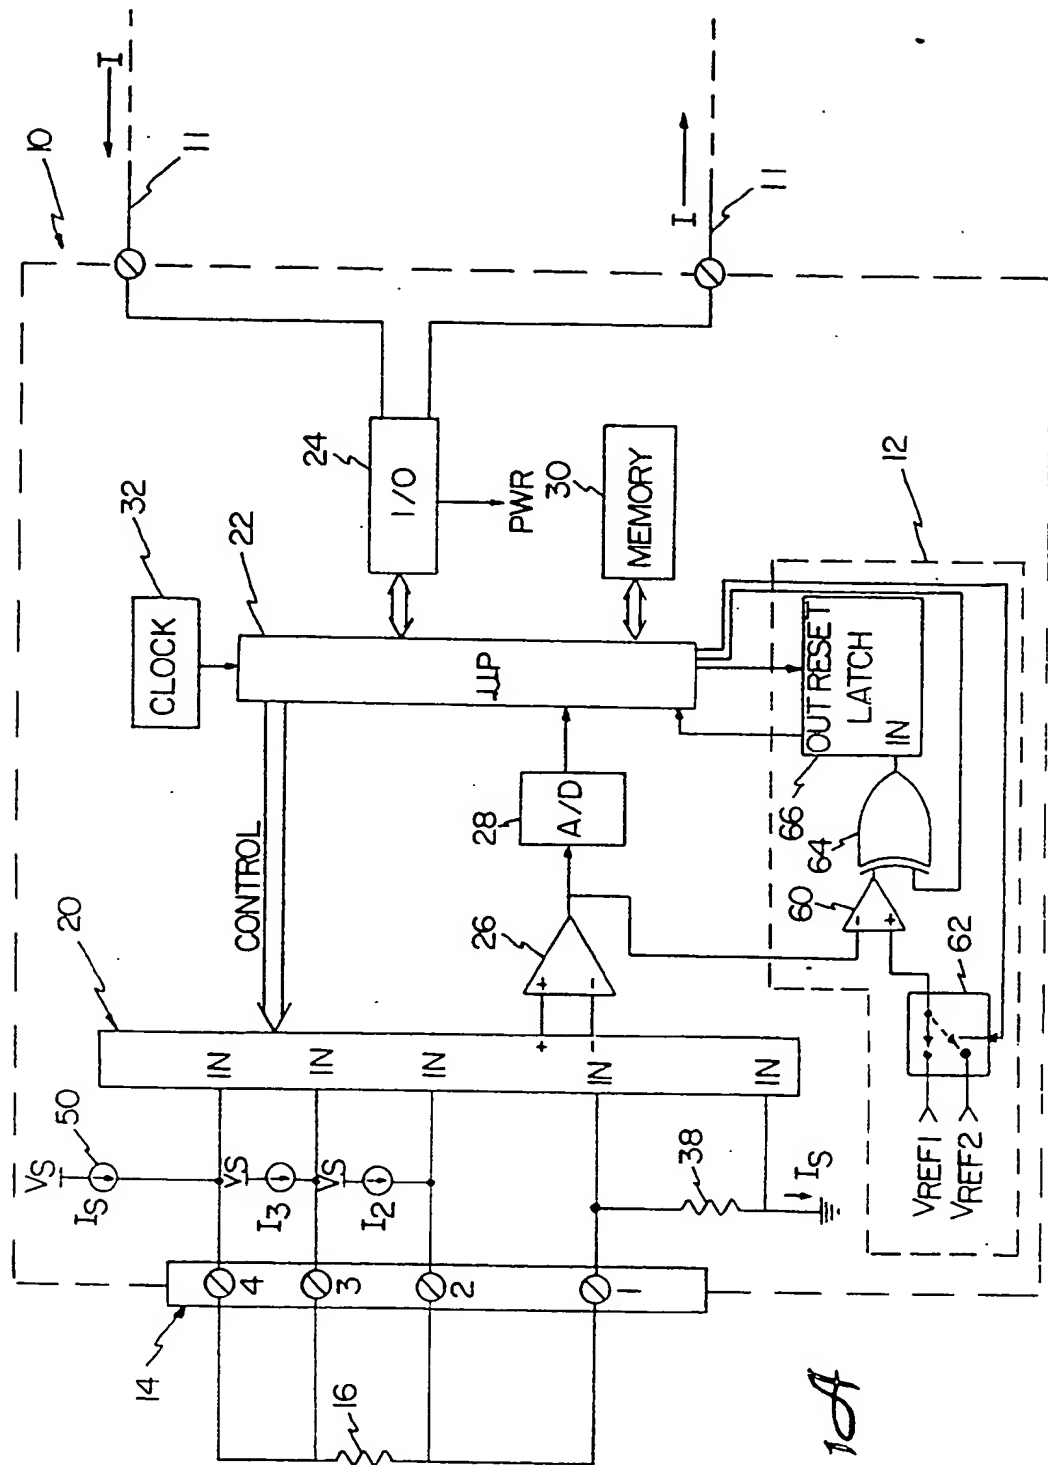 10
I
11
I
11
32
CLOCK
24
I/O
PWR
30
MEMORY
22
µP
12
CONTROL
28
A/D
26
+
-
OUT RESET
LATCH
IN
66
64
60
-
+
62
VREF1
VREF2
20
IN
IN
IN
+
-
IN
IN
50
VS
IS
VS
I3
VS
I2
38
IS
14
4
3
2
1
16
1A